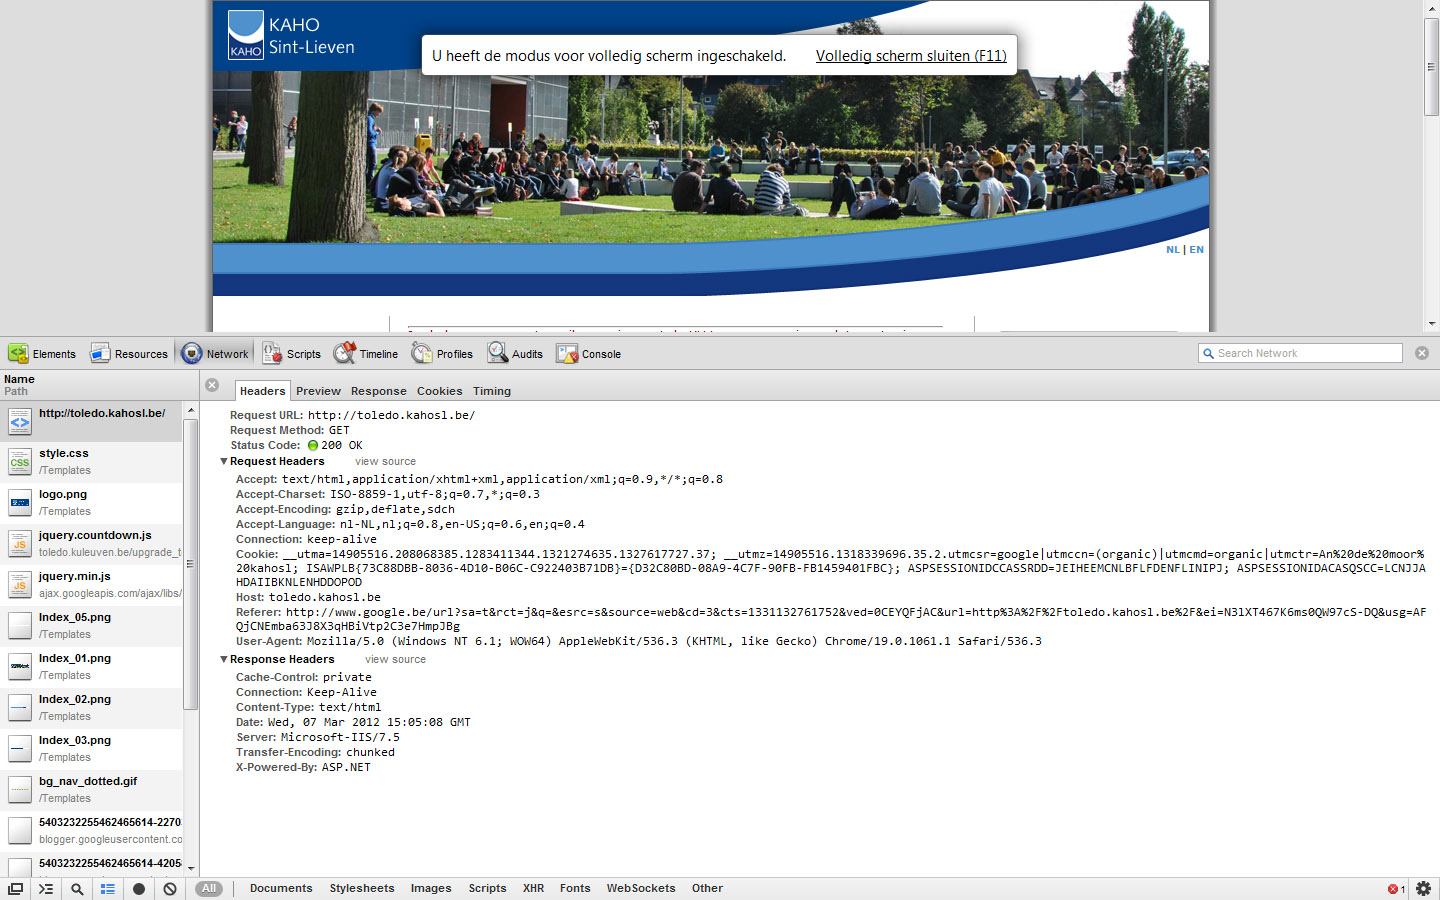 KAHO
Sint-Lieven
KAHO
U heeft de modus voor volledig scherm ingeschakeld. Volledig scherm sluiten (F11)
NL | EN
Elements Resources Network Scripts Timeline Profiles Audits Console Search Network
Name
Path
Headers Preview Response Cookies Timing
http://toledo.kahosl.be/
style.css
/Templates
logo.png
/Templates
jquery.countdown.js
toledo.kuleuven.be/upgrade_t
jquery.min.js
ajax.googleapis.com/ajax/libs/
Index_05.png
/Templates
Index_01.png
/Templates
Index_02.png
/Templates
Index_03.png
/Templates
bg_nav_dotted.gif
/Templates
5403232255462465614-2270
blogger.googleusercontent.co
5403232255462465614-4205
Request URL: http://toledo.kahosl.be/
Request Method: GET
Status Code: 200 OK
Request Headers view source
Accept: text/html,application/xhtml+xml,application/xml;q=0.9,*/*;q=0.8
Accept-Charset: ISO-8859-1,utf-8;q=0.7,*;q=0.3
Accept-Encoding: gzip,deflate,sdch
Accept-Language: nl-NL,nl;q=0.8,en-US;q=0.6,en;q=0.4
Connection: keep-alive
Cookie: __utma=14905516.208068385.1283411344.1321274635.1327617727.37; __utmz=14905516.1318339696.35.2.utmcsr=google|utmccn=(organic)|utmcmd=organic|utmctr=An%20de%20moor%
20kahosl; ISAWPLB{73C88DBB-8036-4D10-B06C-C922403B71DB}={D32C80BD-08A9-4C7F-90FB-FB1459401FBC}; ASPSESSIONIDCCASSRDD=JEIHEEMCNLBFLFDENFLINIPJ; ASPSESSIONIDACASQSCC=LCNJJA
HDAIIBKNLENHDDOPOD
Host: toledo.kahosl.be
Referer: http://www.google.be/url?sa=t&rct=j&q=&esrc=s&source=web&cd=3&cts=1331132761752&ved=0CEYQFjAC&url=http%3A%2F%2Ftoledo.kahosl.be%2F&ei=N3lXT467K6ms0QW97cS-DQ&usg=AF
QjCNEmba63J8X3qHBiVtp2C3e7HmpJBg
User-Agent: Mozilla/5.0 (Windows NT 6.1; WOW64) AppleWebKit/536.3 (KHTML, like Gecko) Chrome/19.0.1061.1 Safari/536.3
Response Headers view source
Cache-Control: private
Connection: Keep-Alive
Content-Type: text/html
Date: Wed, 07 Mar 2012 15:05:08 GMT
Server: Microsoft-IIS/7.5
Transfer-Encoding: chunked
X-Powered-By: ASP.NET
All Documents Stylesheets Images Scripts XHR Fonts WebSockets Other 1